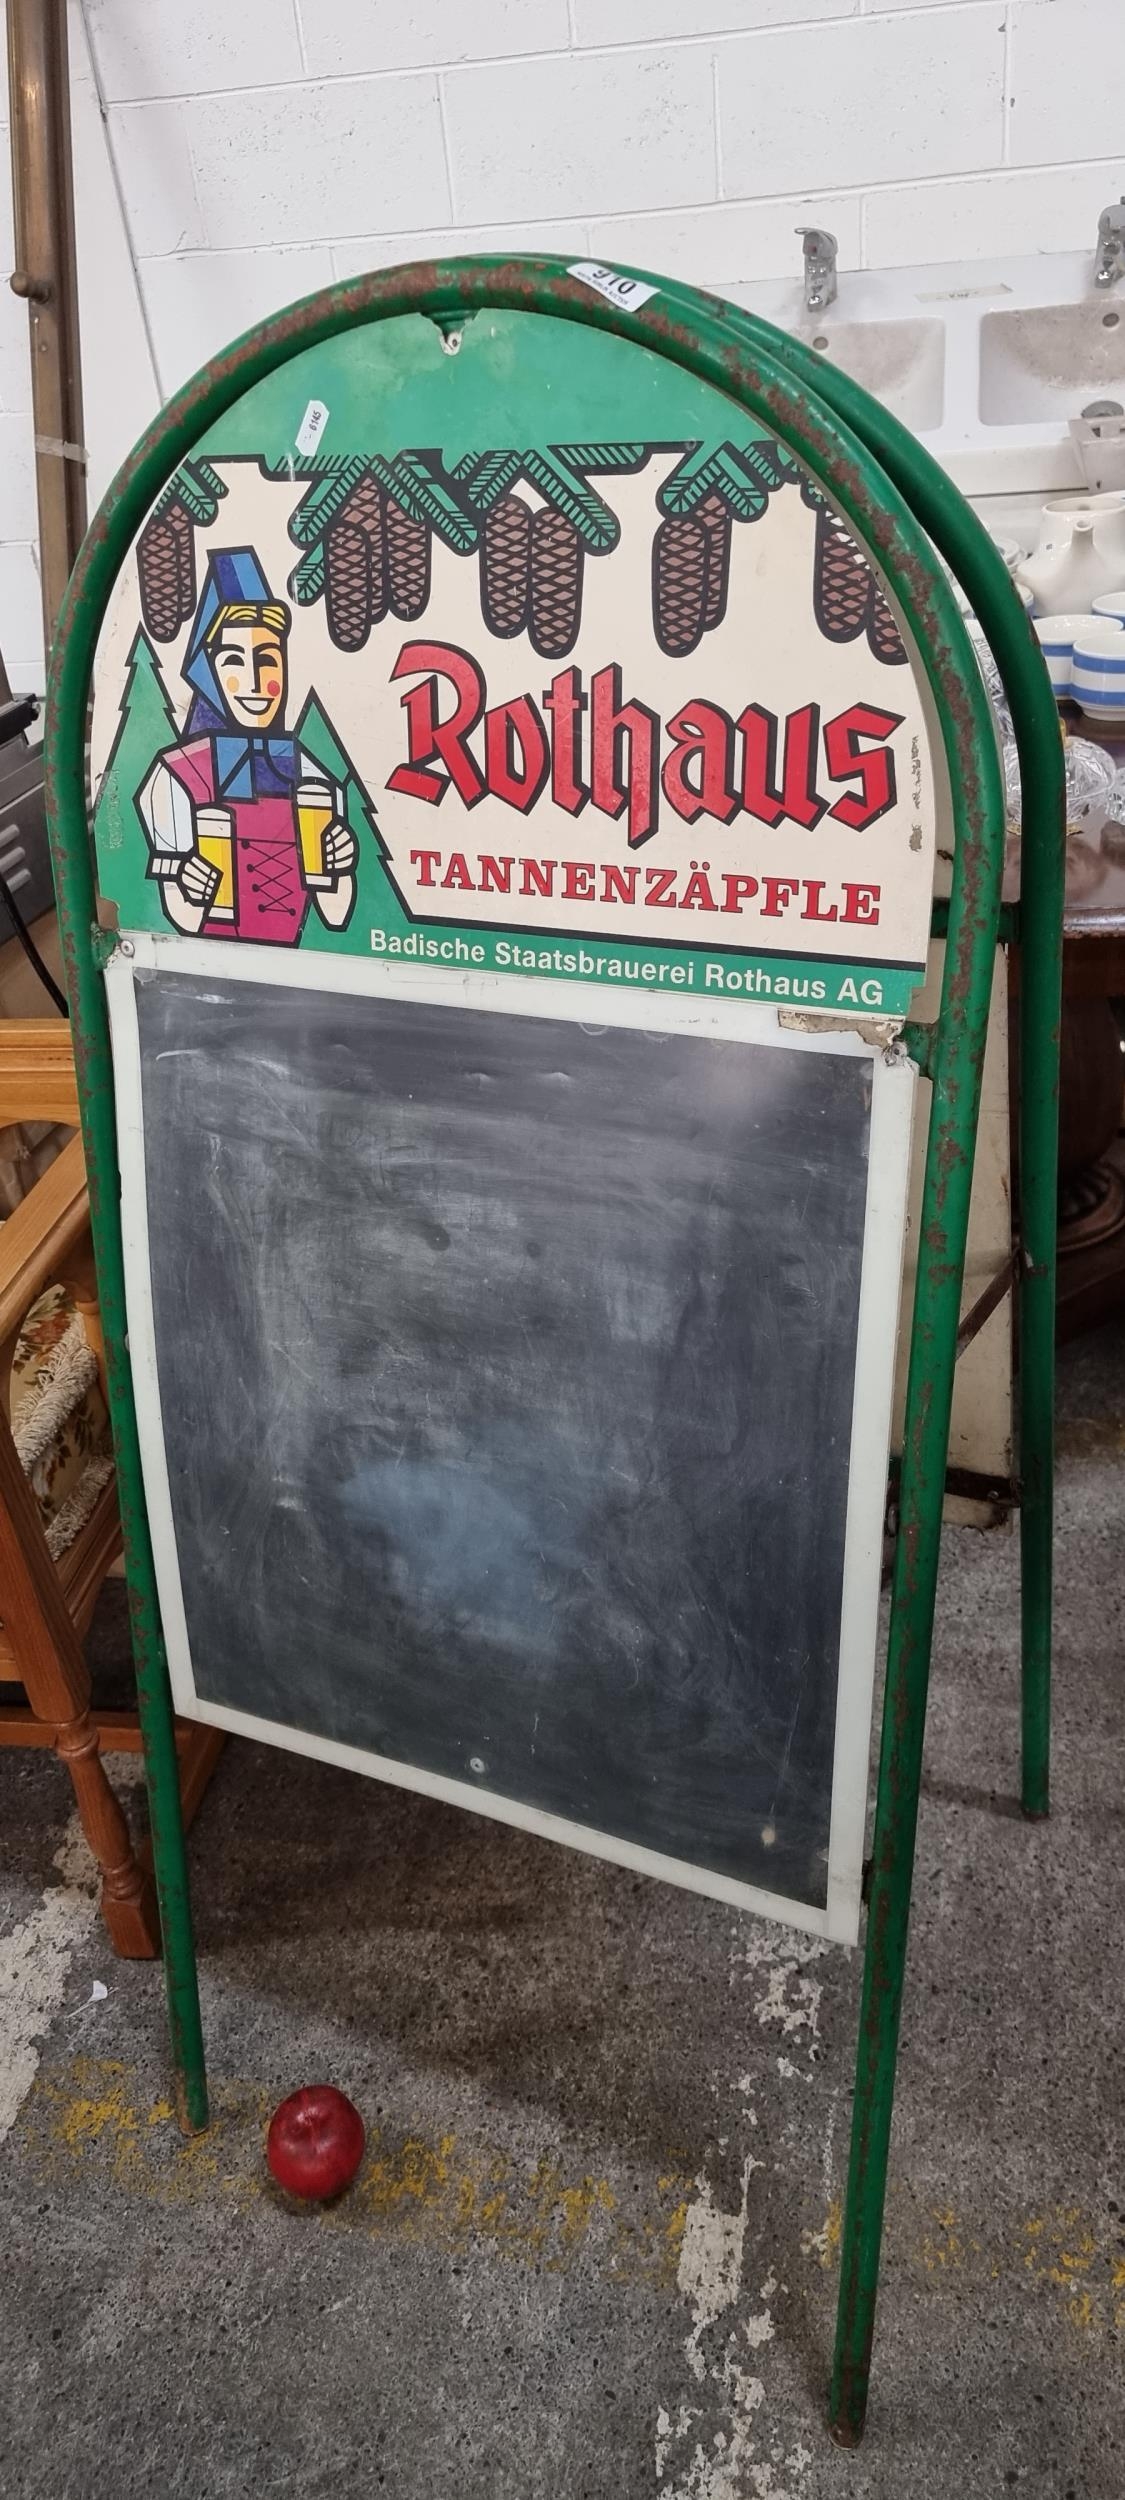 910
Rothaus
TANNENZÄPFLE
Badische Staatsbrauerei Rothaus AG